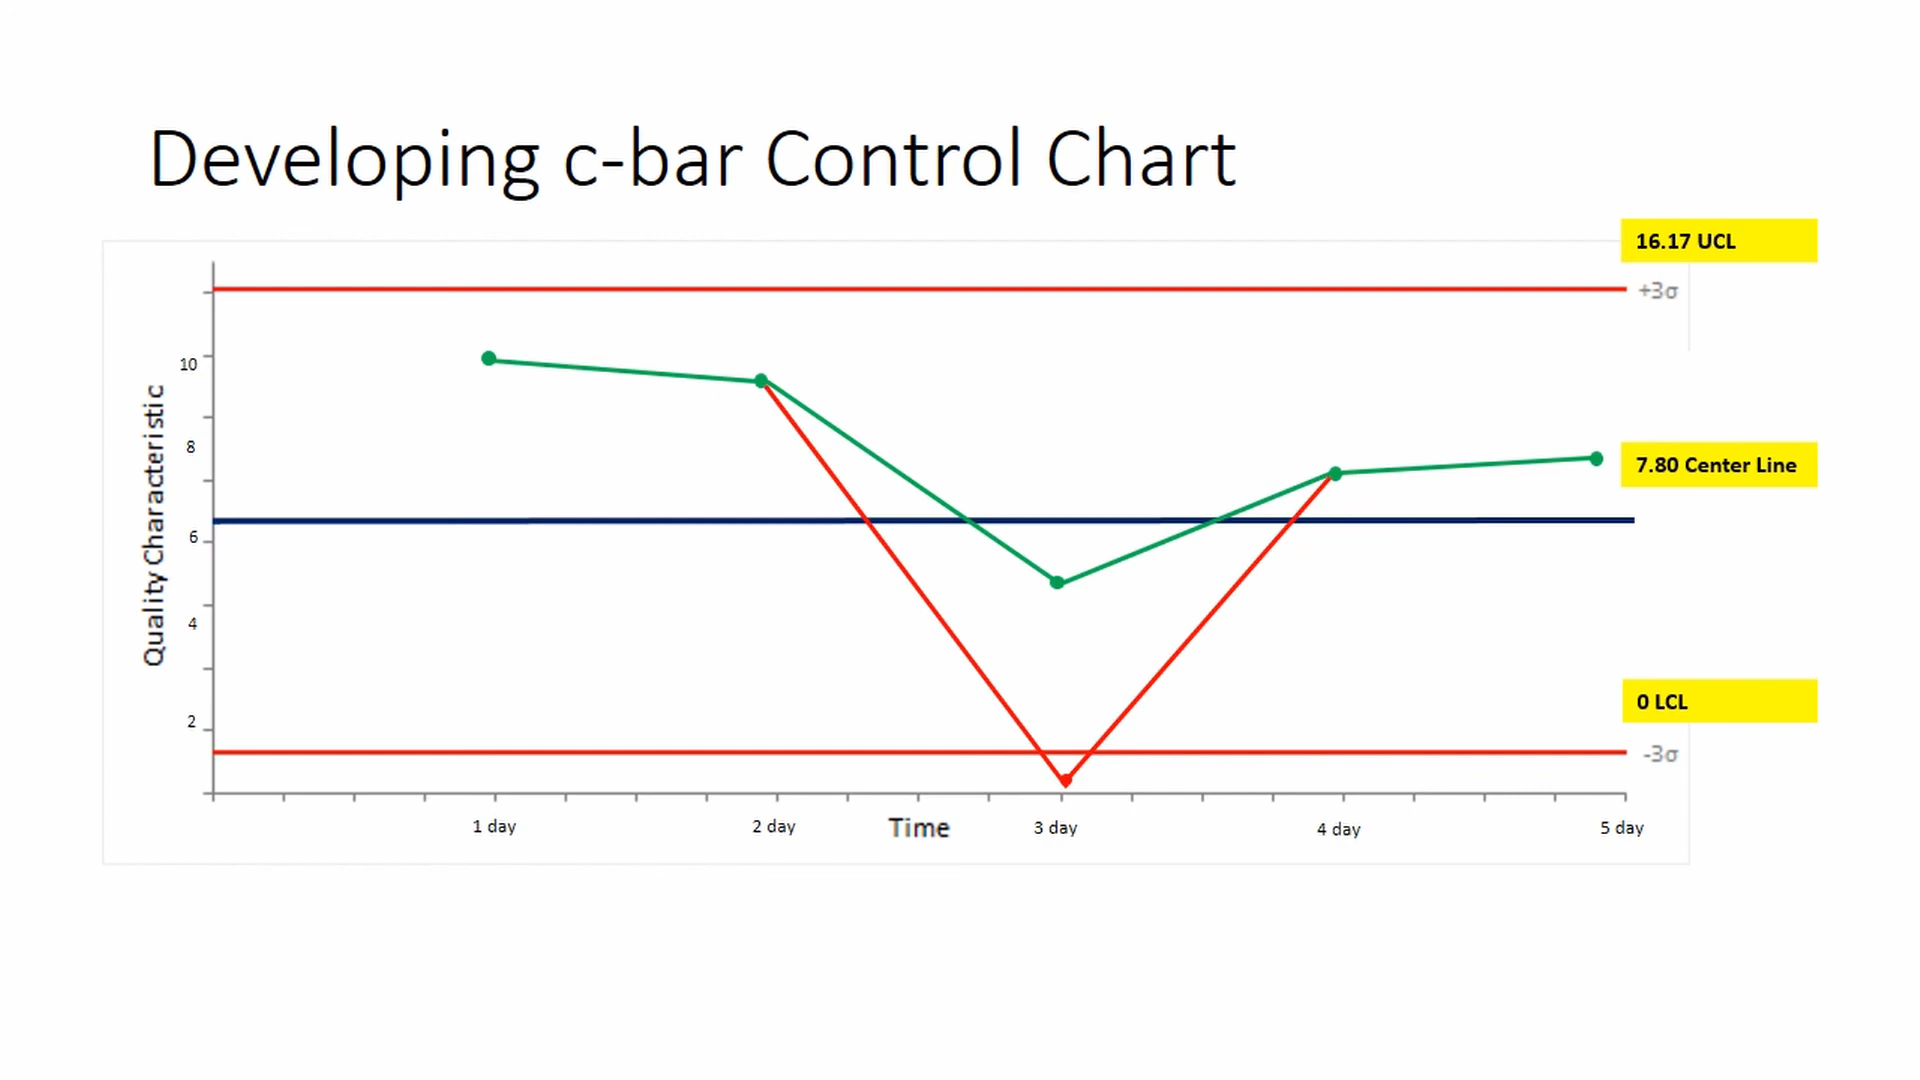 Developing c-bar Control Chart
16.17 UCL
+3σ
10
8
7.80 Center Line
Quality Characteristic
6
4
0 LCL
2
-3σ
1 day
2 day
Time
3 day
4 day
5 day